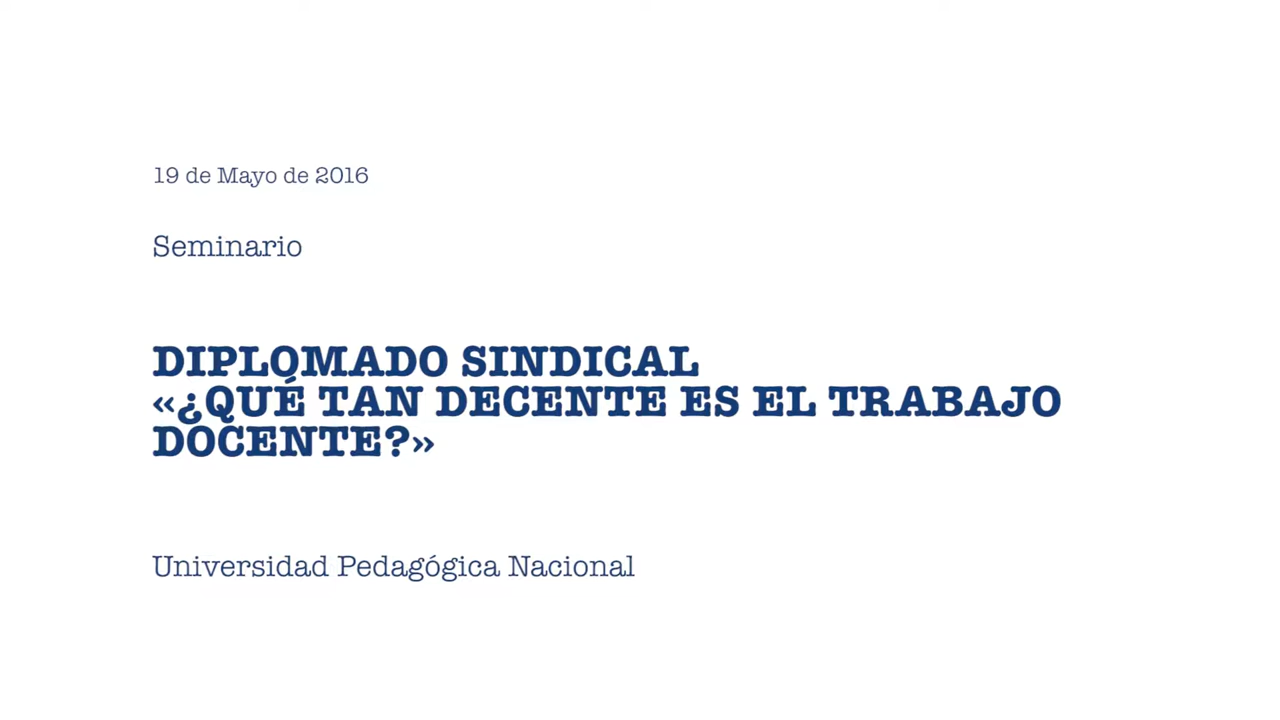 19 de Mayo de 2016
Seminario
DIPLOMADO SINDICAL
«¿QUÉ TAN DECENTE ES EL TRABAJO
DOCENTE?»
Universidad Pedagógica Nacional